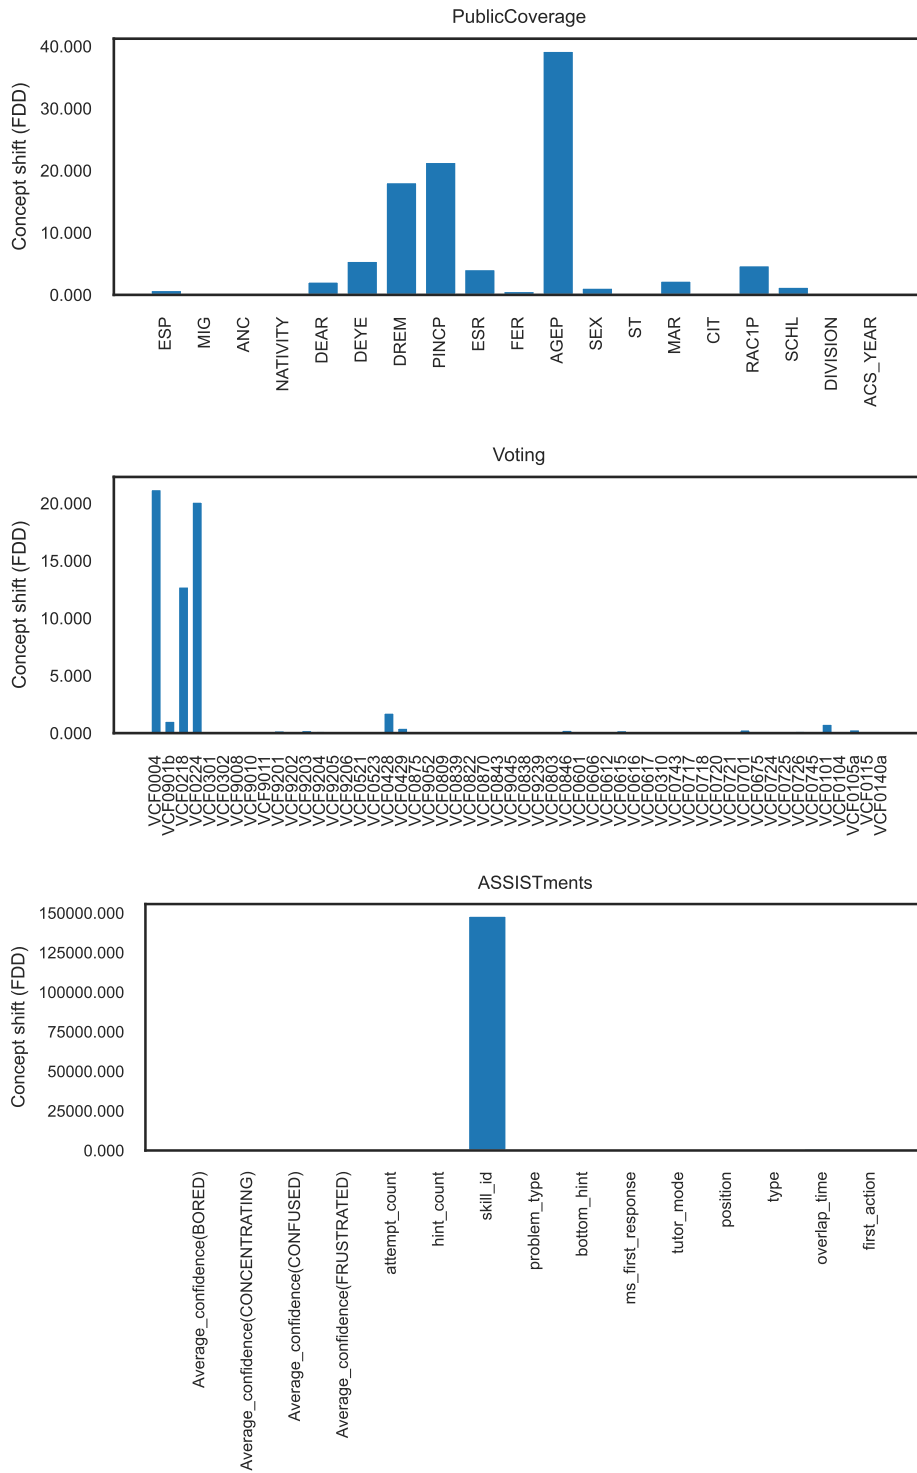 PublicCoverage
Concept shift (FDD)
40.000
30.000
20.000
10.000
0.000
ESP
MIG
ANC
NATIVITY
DEAR
DEYE
DREM
PINCP
ESR
FER
AGEP
SEX
ST
MAR
CIT
RAC1P
SCHL
DIVISION
ACS_YEAR
Voting
Concept shift (FDD)
20.000
15.000
10.000
5.000
0.000
VCF0004
VCF0901b
VCF0218
VCF0224
VCF0301
VCF0302
VCF9008
VCF9010
VCF9011
VCF9201
VCF9202
VCF9203
VCF9204
VCF9205
VCF9206
VCF0521
VCF0523
VCF0428
VCF0429
VCF0875
VCF9052
VCF0809
VCF0839
VCF0822
VCF0870
VCF0843
VCF9045
VCF0838
VCF9239
VCF0803
VCF0846
VCF0601
VCF0606
VCF0612
VCF0615
VCF0616
VCF0617
VCF0310
VCF0743
VCF0717
VCF0718
VCF0720
VCF0721
VCF0701
VCF0675
VCF0724
VCF0725
VCF0726
VCF0745
VCF0101
VCF0104
VCF0105a
VCF0115
VCF0140a
ASSISTments
Concept shift (FDD)
150000.000
125000.000
100000.000
75000.000
50000.000
25000.000
0.000
Average_confidence(BORED)
Average_confidence(CONCENTRATING)
Average_confidence(CONFUSED)
Average_confidence(FRUSTRATED)
attempt_count
hint_count
skill_id
problem_type
bottom_hint
ms_first_response
tutor_mode
position
type
overlap_time
first_action